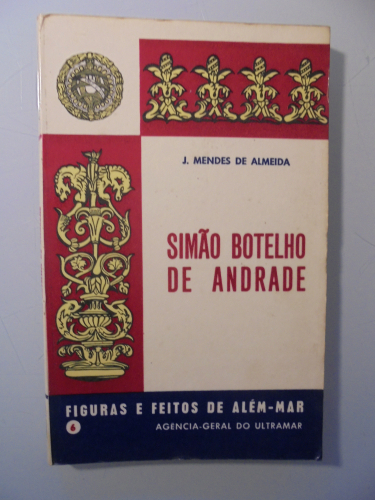 J. MENDES DE ALMEIDA
SIMÃO BOTELHO
DE ANDRADE
FIGURAS E FEITOS DE ALÉM-MAR
6
AGENCIA-GERAL DO ULTRAMAR